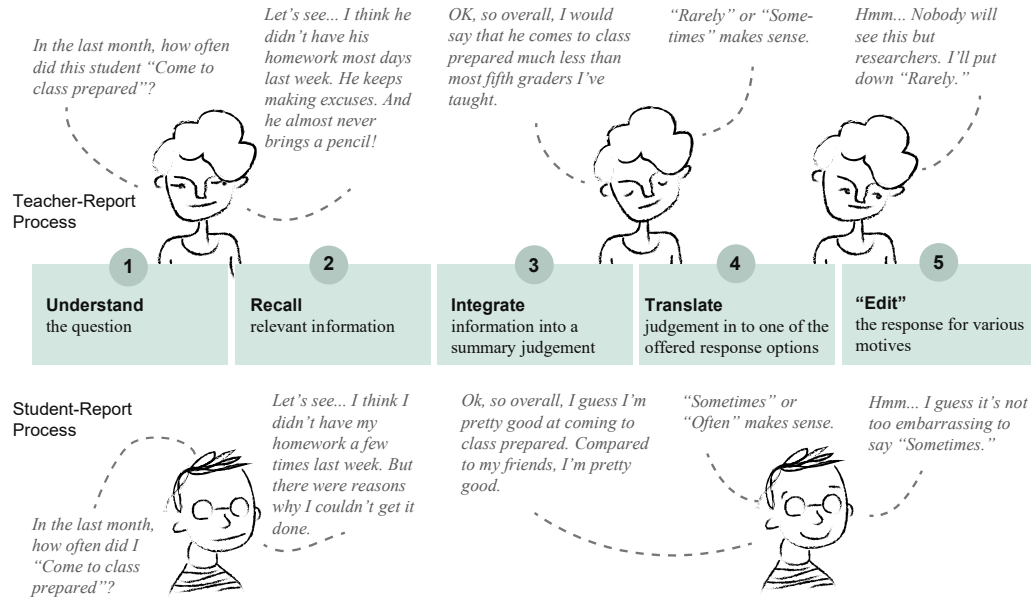 In the last month, how often
did this student “Come to
class prepared”?
Let’s see... I think he
didn’t have his
homework most days
last week. He keeps
making excuses. And
he almost never
brings a pencil!
OK, so overall, I would
say that he comes to class
prepared much less than
most fifth graders I’ve
taught.
“Rarely” or “Some-
times” makes sense.
Hmm... Nobody will
see this but
researchers. I’ll put
down “Rarely.”
Teacher-Report
Process
1
Understand
the question
2
Recall
relevant information
3
Integrate
information into a
summary judgement
4
Translate
judgement in to one of the
offered response options
5
“Edit”
the response for various
motives
Student-Report
Process
In the last month,
how often did I
“Come to class
prepared”?
Let’s see... I think I
didn’t have my
homework a few
times last week. But
there were reasons
why I couldn’t get it
done.
Ok, so overall, I guess I’m
pretty good at coming to
class prepared. Compared
to my friends, I’m pretty
good.
“Sometimes” or
“Often” makes sense.
Hmm... I guess it’s not
too embarrassing to
say “Sometimes.”